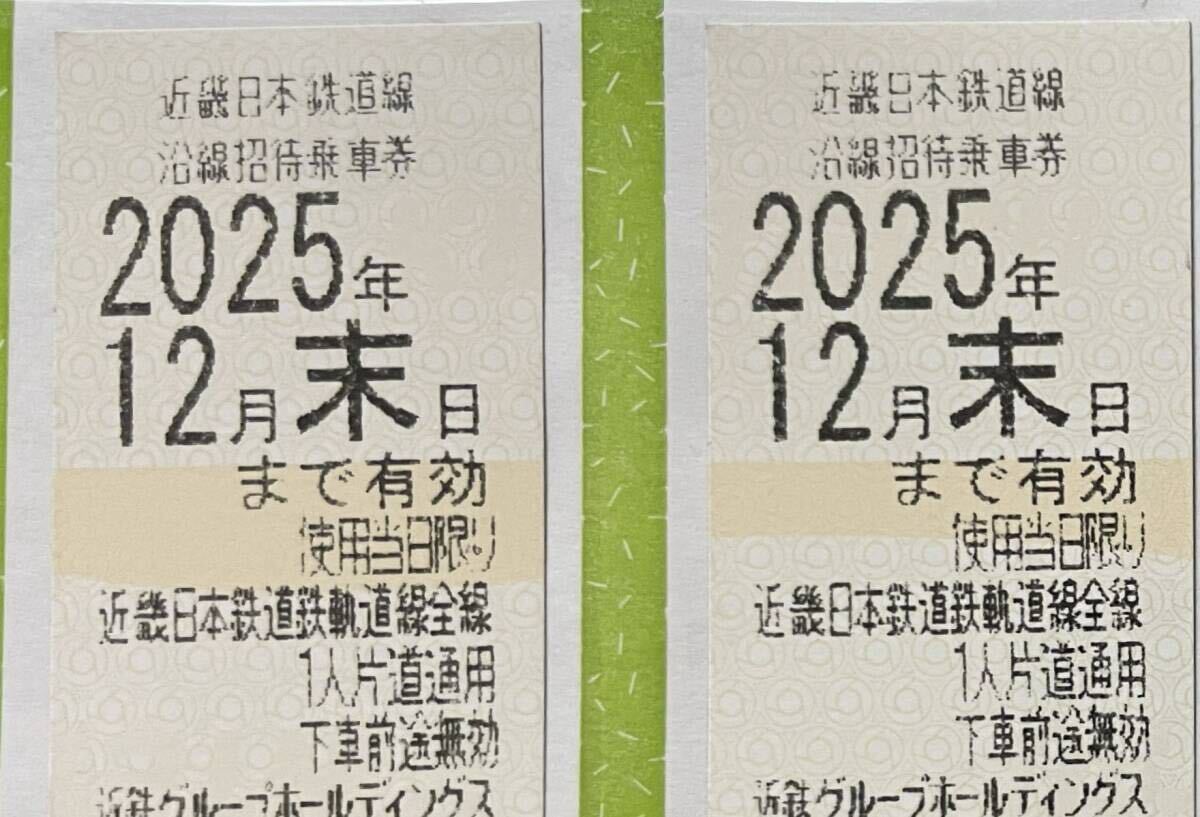 近畿日本鉄道線
沿線招待乗車券
2025年
12月末日
まで有効
使用当日限り
近畿日本鉄道鉄軌道線全線
1人片道通用
下車前途無効
近鉄グループホールディングス
近畿日本鉄道線
沿線招待乗車券
2025年
12月末日
まで有効
使用当日限り
近畿日本鉄道鉄軌道線全線
1人片道通用
下車前途無効
近鉄グループホールディングス